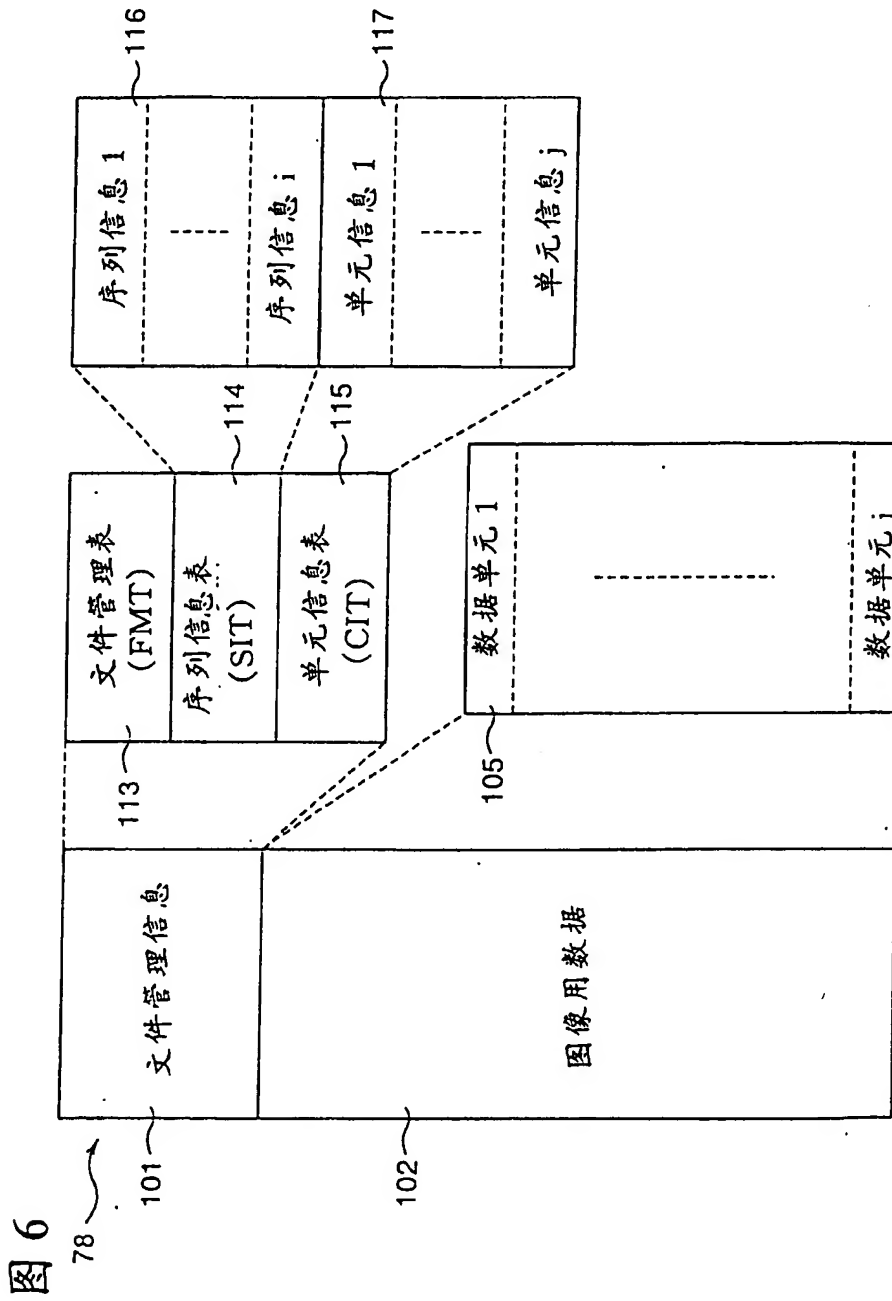 图 6
78
文件管理信息
101
图像用数据
102
文件管理表
(FMT)
113
序列信息表
(SIT)
114
单元信息表
(CIT)
115
序列信息 1
116
序列信息 i
单元信息 1
117
单元信息 j
数据单元 1
105
数据单元 j